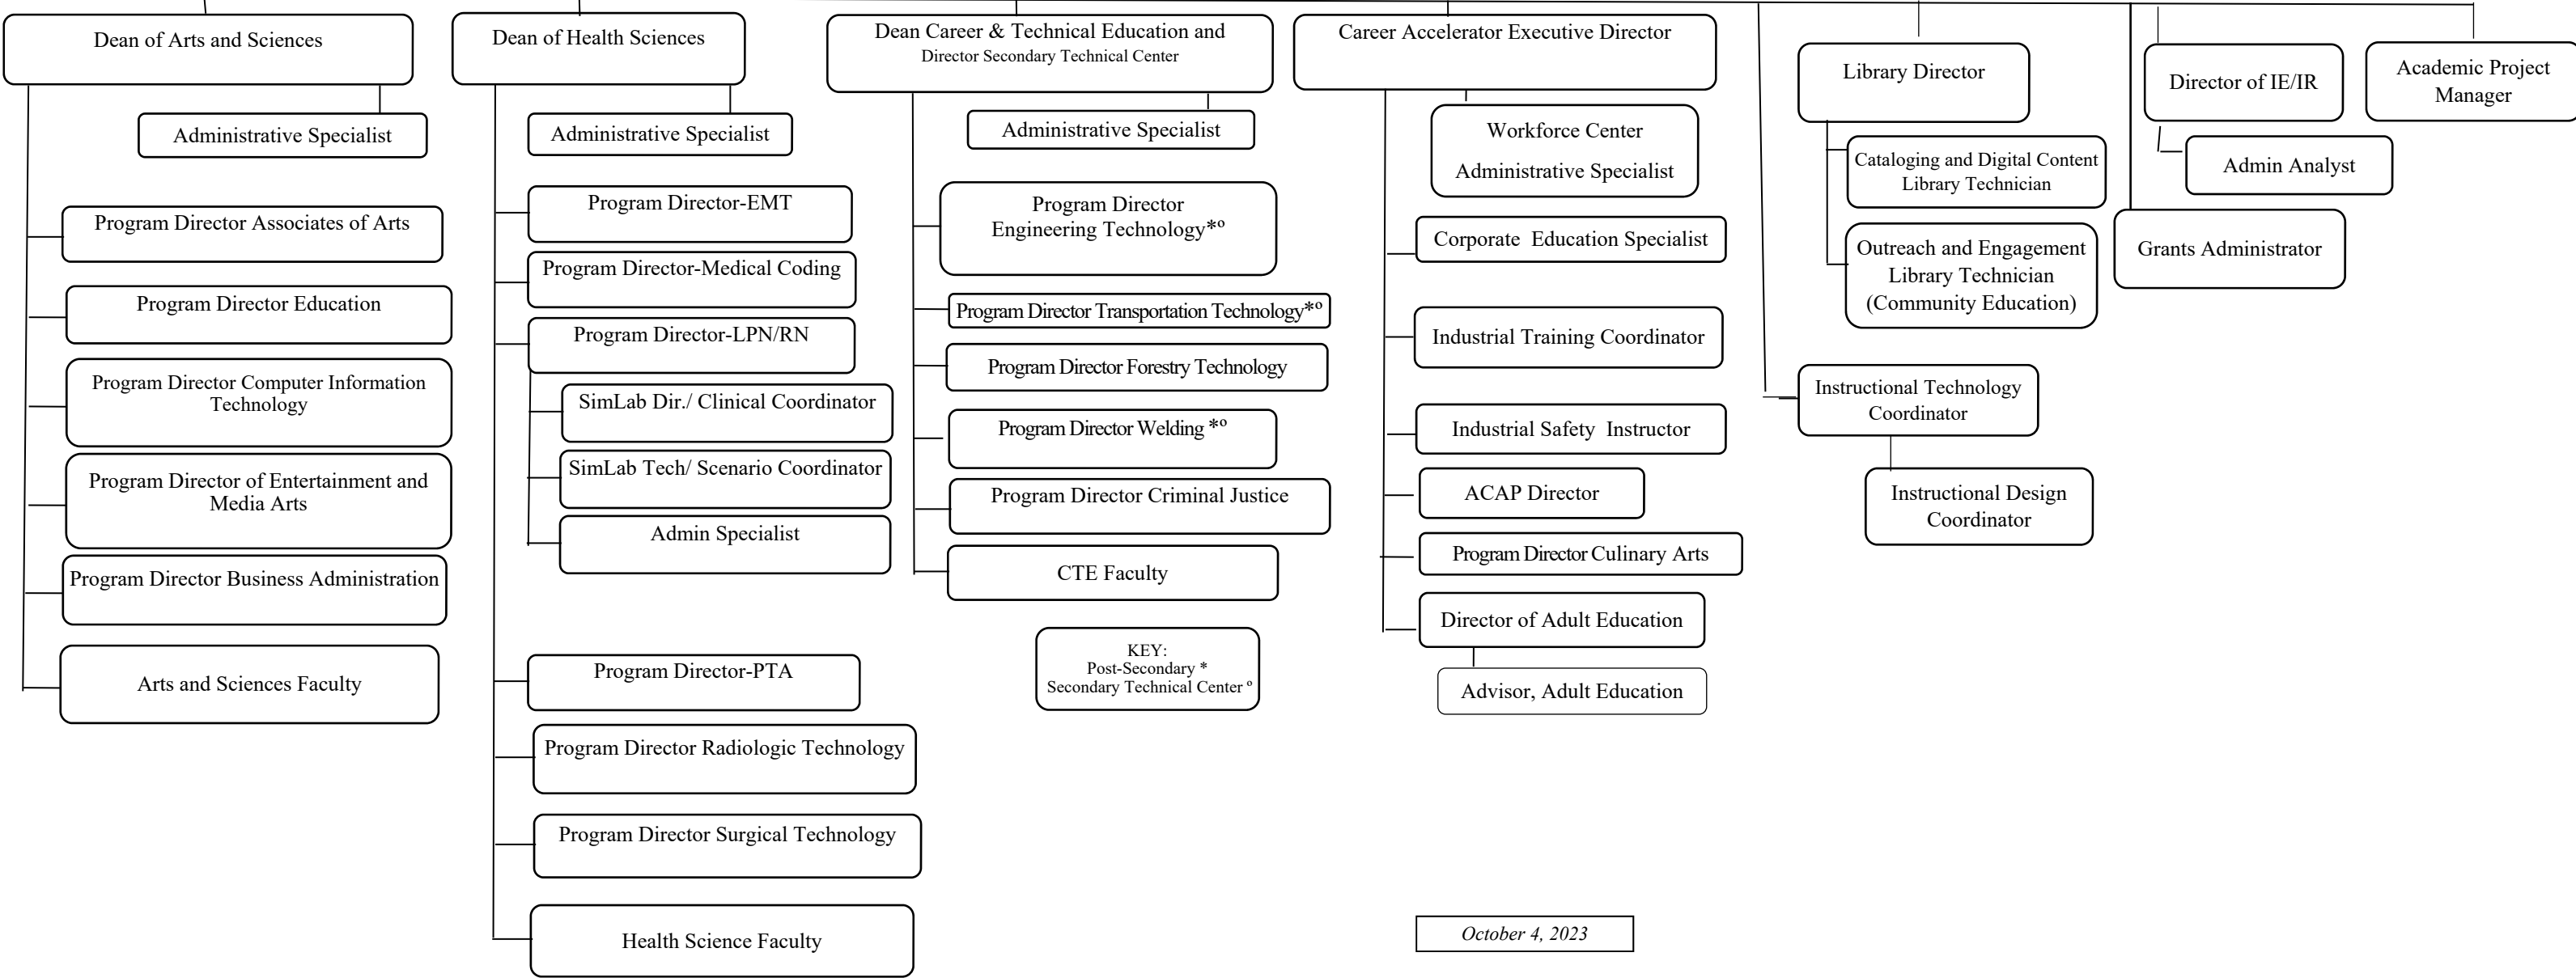 Dean of Arts and Sciences
Administrative Specialist
Program Director Associates of Arts
Program Director Education
Program Director Computer Information
Technology
Program Director of Entertainment and
Media Arts
Program Director Business Administration
Arts and Sciences Faculty
Dean of Health Sciences
Administrative Specialist
Program Director-EMT
Program Director-Medical Coding
Program Director-LPN/RN
SimLab Dir./ Clinical Coordinator
SimLab Tech/ Scenario Coordinator
Admin Specialist
Program Director-PTA
Program Director Radiologic Technology
Program Director Surgical Technology
Health Science Faculty
Dean Career & Technical Education and
Director Secondary Technical Center
Administrative Specialist
Program Director
Engineering Technology*º
Program Director Transportation Technology*º
Program Director Forestry Technology
Program Director Welding *º
Program Director Criminal Justice
CTE Faculty
KEY:
Post-Secondary *
Secondary Technical Center º
Career Accelerator Executive Director
Workforce Center
Administrative Specialist
Corporate Education Specialist
Industrial Training Coordinator
Industrial Safety Instructor
ACAP Director
Program Director Culinary Arts
Director of Adult Education
Advisor, Adult Education
October 4, 2023
Library Director
Cataloging and Digital Content
Library Technician
Outreach and Engagement
Library Technician
(Community Education)
Instructional Technology
Coordinator
Instructional Design
Coordinator
Director of IE/IR
Admin Analyst
Grants Administrator
Academic Project
Manager